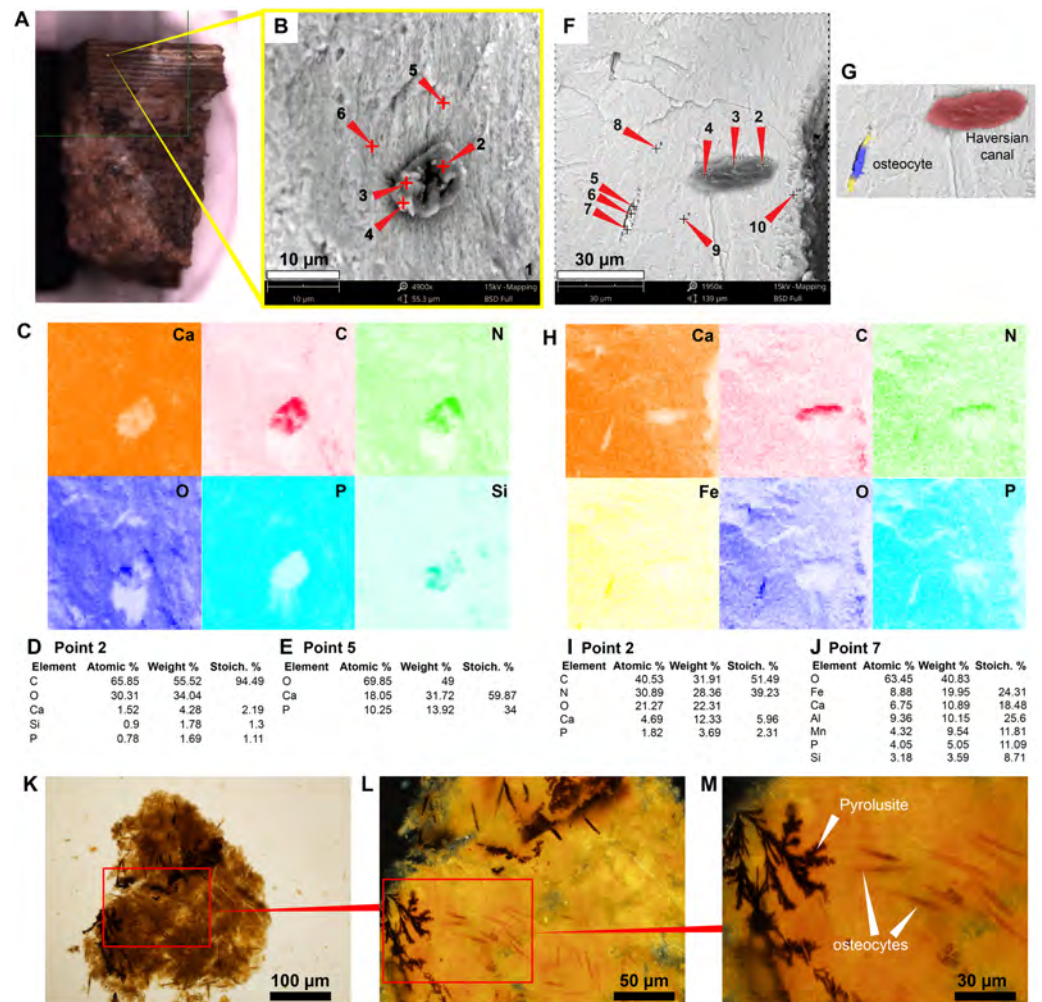 A
B
5
6
2
3
4
10 µm
1
10 µm
4900x
55.3 µm
15kV -Mapping
BSD Full
F
8
4
3
2
5
6
7
9
10
30 µm
30 µm
1950x
139 µm
15kV -Mapping
BSD Full
G
osteocyte
Haversian
canal
C
Ca
C
N
O
P
Si
H
Ca
C
N
Fe
O
P
D Point 2
Element Atomic % Weight % Stoich. %
C 65.85 55.52 94.49
O 30.31 34.04
Ca 1.52 4.28 2.19
Si 0.9 1.78 1.3
P 0.78 1.69 1.11
E Point 5
Element Atomic % Weight % Stoich. %
O 69.85 49
Ca 18.05 31.72 59.87
P 10.25 13.92 34
I Point 2
Element Atomic % Weight % Stoich. %
C 40.53 31.91 51.49
N 30.89 28.36 39.23
O 21.27 22.31
Ca 4.69 12.33 5.96
P 1.82 3.69 2.31
J Point 7
Element Atomic % Weight % Stoich. %
O 63.45 40.83
Fe 8.88 19.95 24.31
Ca 6.75 10.89 18.48
Al 9.36 10.15 25.6
Mn 4.32 9.54 11.81
P 4.05 5.05 11.09
Si 3.18 3.59 8.71
K
100 µm
L
50 µm
M
Pyrolusite
osteocytes
30 µm